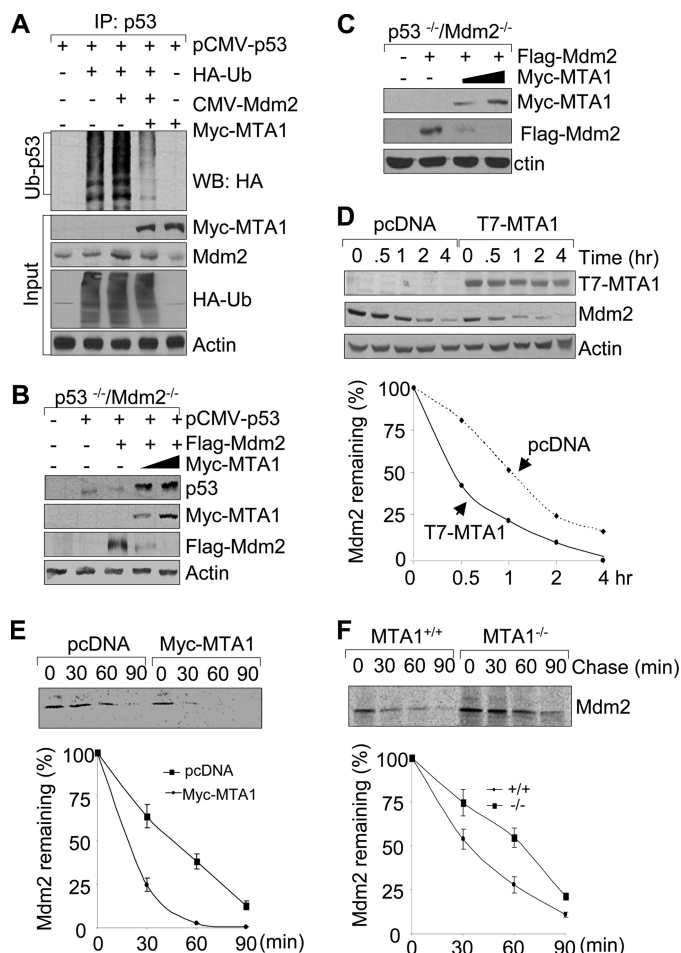 A
IP: p53
+ + + + + pCMV-p53
- + + + - HA-Ub
- - + + - CMV-Mdm2
- - - + + Myc-MTA1
Ub-p53
WB: HA
Input
Myc-MTA1
Mdm2
HA-Ub
Actin
B
p53 -/-/Mdm2-/-
- + + + + pCMV-p53
- - + + + Flag-Mdm2
- - - Myc-MTA1
p53
Myc-MTA1
Flag-Mdm2
Actin
C
p53 -/-/Mdm2-/-
- + + + Flag-Mdm2
- - Myc-MTA1
Myc-MTA1
Flag-Mdm2
ctin
D
pcDNA T7-MTA1
0 .5 1 2 4 0 .5 1 2 4 Time (hr)
T7-MTA1
Mdm2
Actin
Mdm2 remaining (%)
100
75
50
25
0
pcDNA
T7-MTA1
0 0.5 1 2 4 hr
E
pcDNA Myc-MTA1
0 30 60 90 0 30 60 90
Mdm2 remaining (%)
100
75
50
25
0
pcDNA
Myc-MTA1
0 30 60 90 (min)
F
MTA1+/+ MTA1-/-
0 30 60 90 0 30 60 90 Chase (min)
Mdm2
Mdm2 remaining (%)
100
75
50
25
0
+/+
-/-
0 30 60 90 (min)